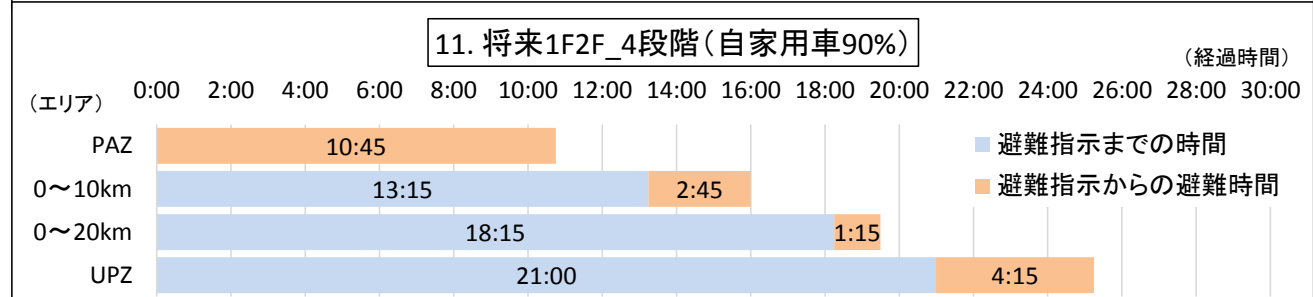 11. 将来1F2F_4段階(自家用車90%)
(経過時間)
(エリア) 0:00 2:00 4:00 6:00 8:00 10:00 12:00 14:00 16:00 18:00 20:00 22:00 24:00 26:00 28:00 30:00
PAZ 10:45 避難指示までの時間
0～10km 13:15 2:45 避難指示からの避難時間
0～20km 18:15 1:15
UPZ 21:00 4:15